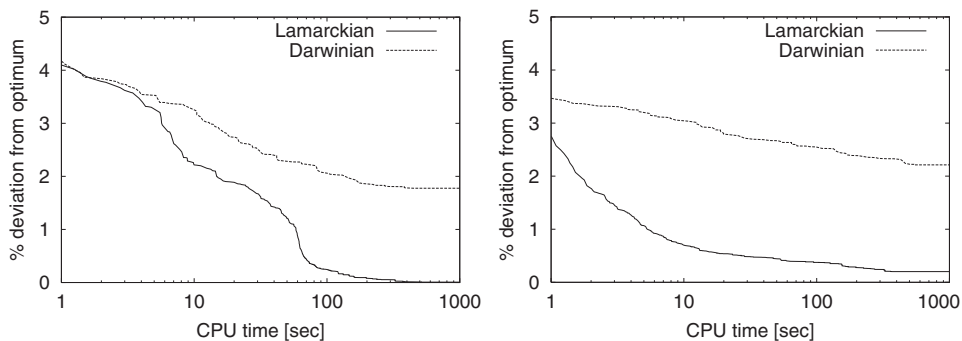 % deviation from optimum
5
4
3
2
1
0
Lamarckian
Darwinian
1 10 100 1000
CPU time [sec]
% deviation from optimum
5
4
3
2
1
0
Lamarckian
Darwinian
1 10 100 1000
CPU time [sec]